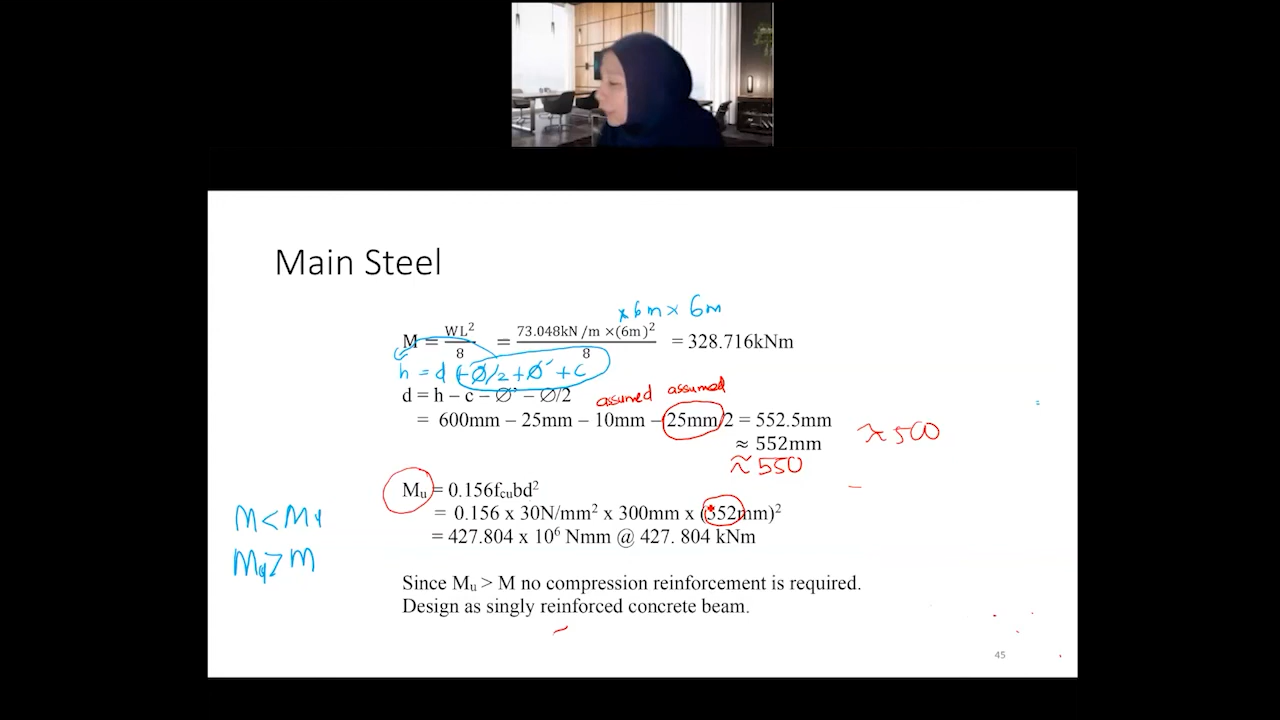 Main Steel
× 6m × 6m
M = WL²/8 = 73.048kN /m ×(6m)²/8 = 328.716kNm
h = d + Ø/2 + Ø' + c
d = h – c – Ø' – Ø/2
assumed assumed
= 600mm – 25mm – 10mm – 25mm/2 = 552.5mm
≈ 552mm
≈ 500
≈ 550
Mu = 0.156fcubd²
= 0.156 x 30N/mm² x 300mm x (552mm)²
= 427.804 x 10⁶ Nmm @ 427. 804 kNm
M < Mu
Mu > M
Since Mu > M no compression reinforcement is required.
Design as singly reinforced concrete beam.
45